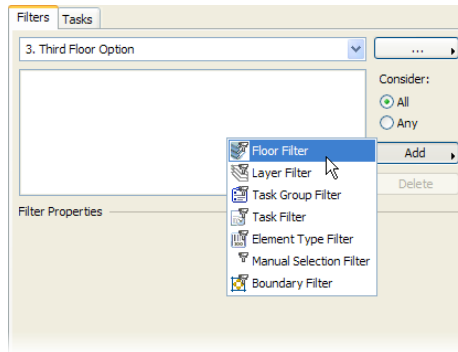 Filters Tasks
3. Third Floor Option ...
Consider:
All
Any
Floor Filter Add
Layer Filter
Delete
Task Group Filter
Filter Properties
Task Filter
Element Type Filter
Manual Selection Filter
Boundary Filter